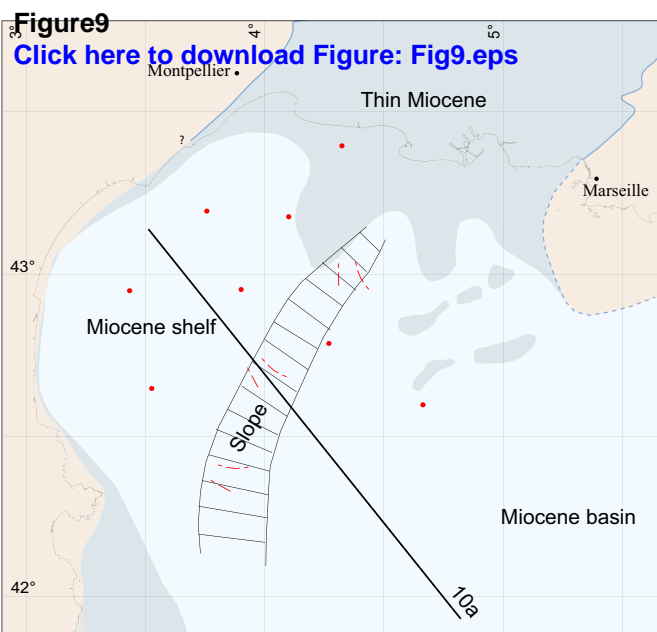 Figure9
Click here to download Figure: Fig9.eps
3°
4°
5°
Montpellier
Thin Miocene
?
Marseille
43°
Miocene shelf
Slope
Miocene basin
42°
10a